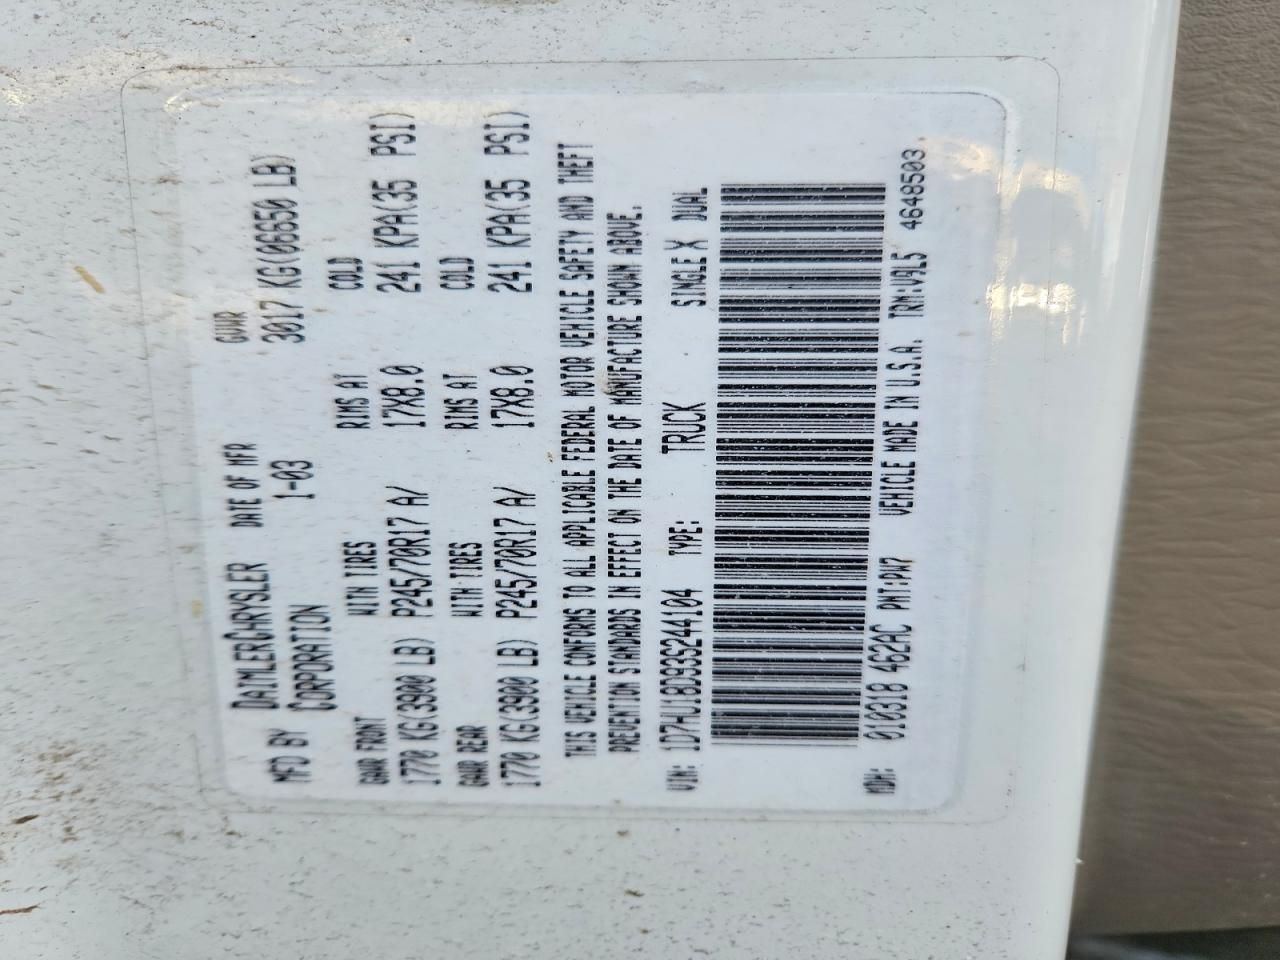 MFD BY DAIMLERCHRYSLER CORPORATION DATE OF MFR 1-03 GVWR 3017 KG(06650 LB)
GAWR FRONT WITH TIRES RIMS AT COLD
1770 KG(3900 LB) P245/70R17 A/ 17X8.0 241 KPA(35 PSI)
GAWR REAR WITH TIRES RIMS AT COLD
1770 KG(3900 LB) P245/70R17 A/ 17X8.0 241 KPA(35 PSI)
THIS VEHICLE CONFORMS TO ALL APPLICABLE FEDERAL MOTOR VEHICLE SAFETY AND THEFT
PREVENTION STANDARDS IN EFFECT ON THE DATE OF MANUFACTURE SHOWN ABOVE.
VIN: 1D7HU18D93S244104 TYPE: TRUCK SINGLE X DUAL
MDH: 010318 462AC PNT:PW7 VEHICLE MADE IN U.S.A. TRM:V9L5 4648503